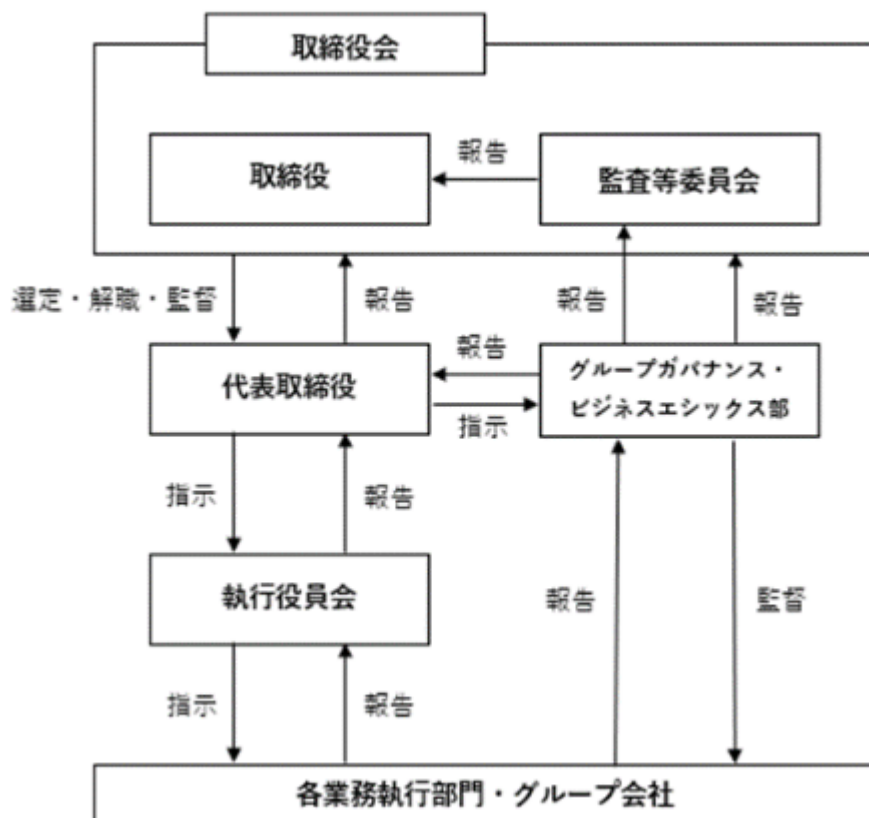 取締役会
報告
取締役
監査等委員会
選定・解職・監督
報告
報告
報告
報告
代表取締役
グループガバナンス・
ビジネスエシックス部
指示
指示
報告
執行役員会
報告
監督
指示
報告
各業務執行部門・グループ会社